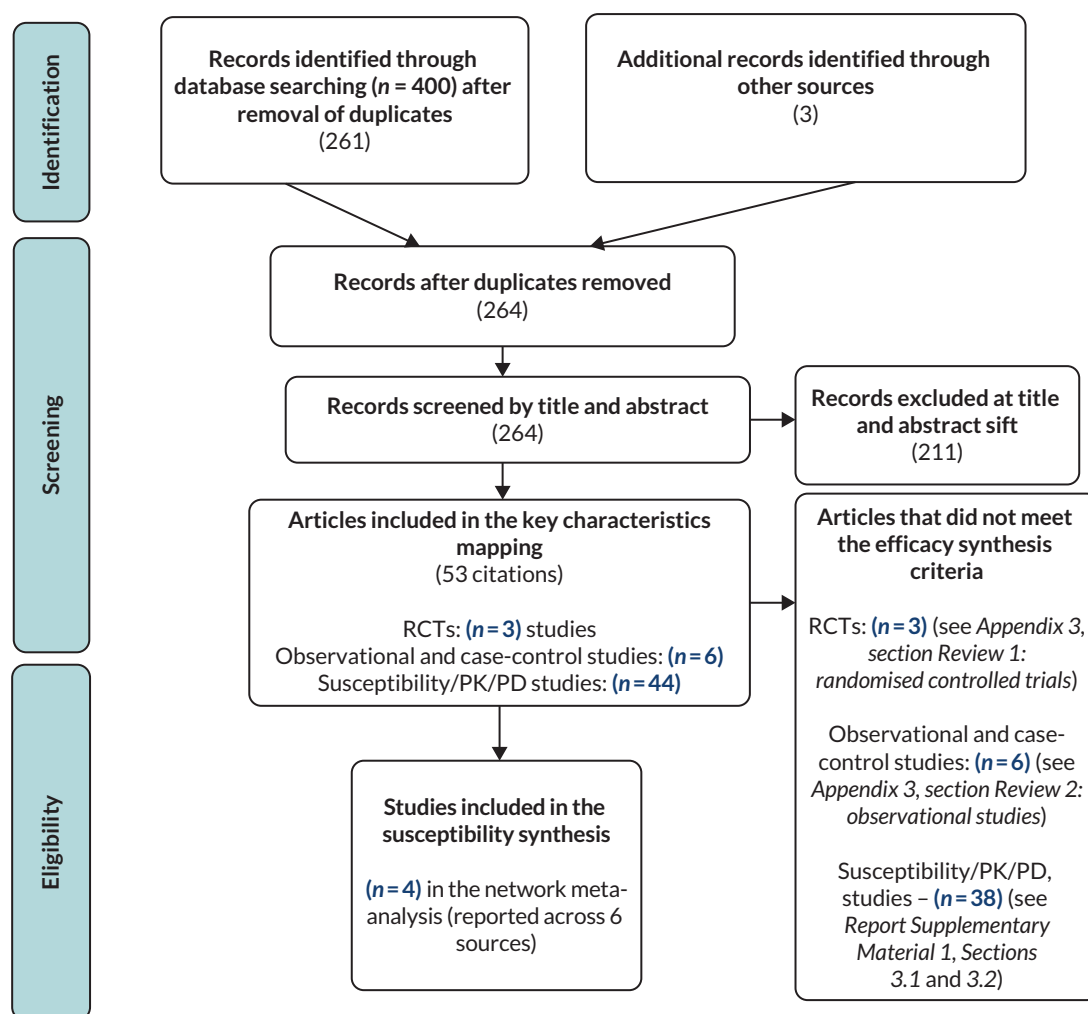 Identification
Records identified through
database searching (n = 400) after
removal of duplicates
(261)
Additional records identified through
other sources
(3)
Screening
Records after duplicates removed
(264)
Records screened by title and abstract
(264)
Records excluded at title
and abstract sift
(211)
Articles included in the key characteristics
mapping
(53 citations)
RCTs: (n = 3) studies
Observational and case-control studies: (n = 6)
Susceptibility/PK/PD studies: (n = 44)
Articles that did not meet
the efficacy synthesis
criteria
RCTs: (n = 3) (see Appendix 3,
section Review 1:
randomised controlled trials)
Observational and case-
control studies: (n = 6) (see
Appendix 3, section Review 2:
observational studies)
Susceptibility/PK/PD,
studies – (n = 38) (see
Report Supplementary
Material 1, Sections
3.1 and 3.2)
Eligibility
Studies included in the
susceptibility synthesis
(n = 4) in the network meta-
analysis (reported across 6
sources)